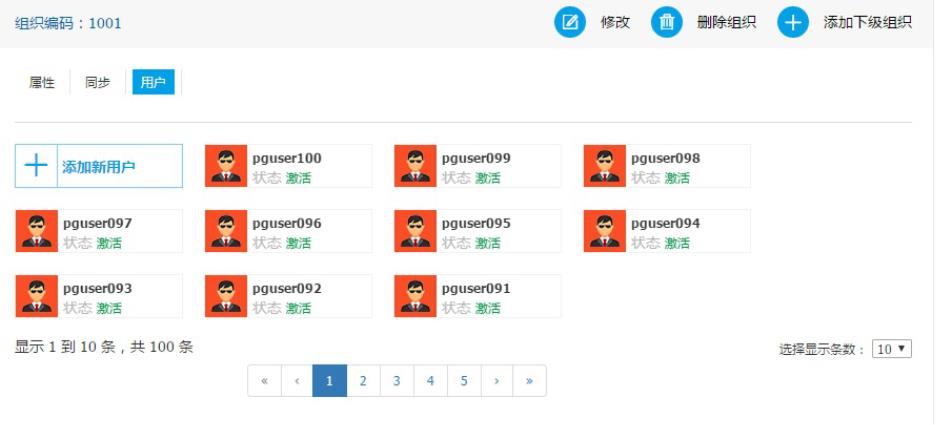 组织编码：1001 修改 删除组织 添加下级组织
属性 同步 用户
添加新用户 pguser100 pguser099 pguser098
状态 激活 状态 激活 状态 激活
pguser097 pguser096 pguser095 pguser094
状态 激活 状态 激活 状态 激活 状态 激活
pguser093 pguser092 pguser091
状态 激活 状态 激活 状态 激活
显示 1 到 10 条，共 100 条 选择显示条数： 10 ▼
« ‹ 1 2 3 4 5 › »